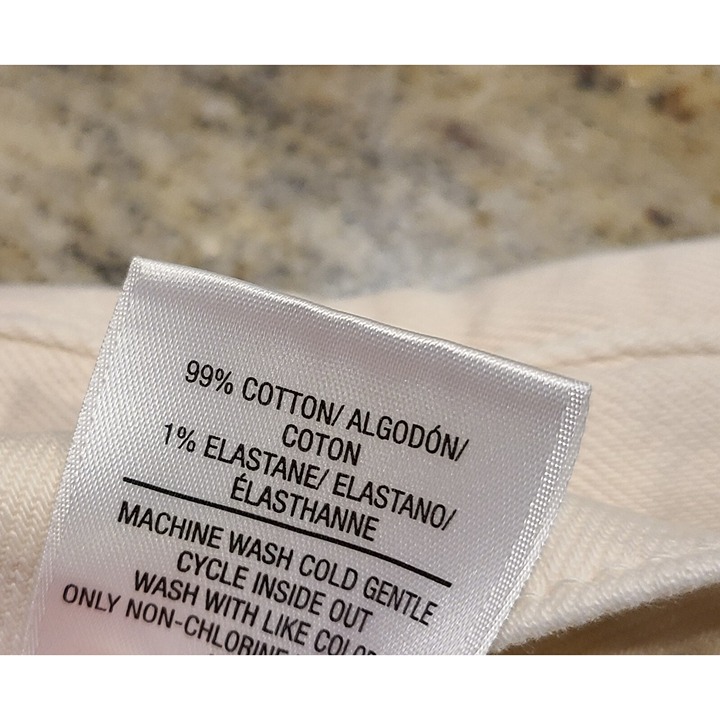 99% COTTON/ ALGODÓN/
COTON
1% ELASTANE/ ELASTANO/
ÉLASTHANNE
MACHINE WASH COLD GENTLE
CYCLE INSIDE OUT
WASH WITH LIKE
ONLY NON-CHLORINE